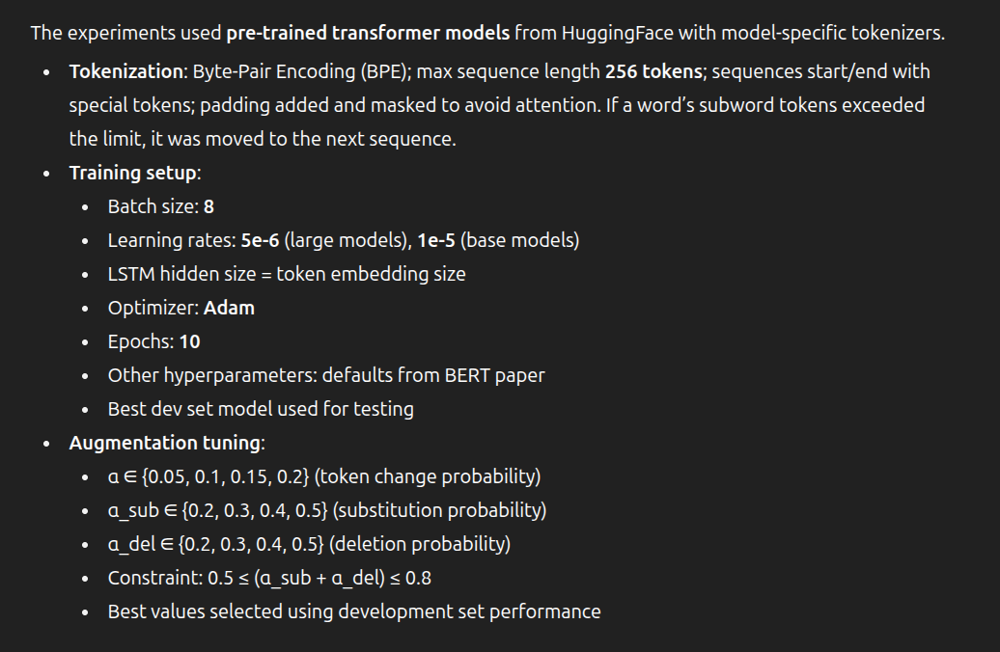 The experiments used pre-trained transformer models from HuggingFace with model-specific tokenizers.
• Tokenization: Byte-Pair Encoding (BPE); max sequence length 256 tokens; sequences start/end with
special tokens; padding added and masked to avoid attention. If a word’s subword tokens exceeded
the limit, it was moved to the next sequence.
• Training setup:
• Batch size: 8
• Learning rates: 5e-6 (large models), 1e-5 (base models)
• LSTM hidden size = token embedding size
• Optimizer: Adam
• Epochs: 10
• Other hyperparameters: defaults from BERT paper
• Best dev set model used for testing
• Augmentation tuning:
• α ∈ {0.05, 0.1, 0.15, 0.2} (token change probability)
• α_sub ∈ {0.2, 0.3, 0.4, 0.5} (substitution probability)
• α_del ∈ {0.2, 0.3, 0.4, 0.5} (deletion probability)
• Constraint: 0.5 ≤ (α_sub + α_del) ≤ 0.8
• Best values selected using development set performance